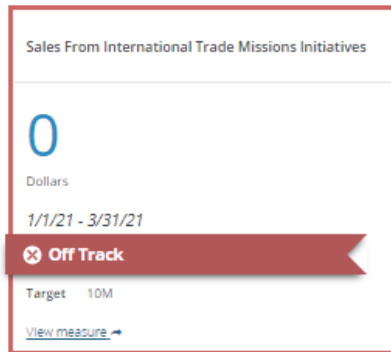 Sales From International Trade Missions Initiatives
0
Dollars
1/1/21 - 3/31/21
Off Track
Target 10M
View measure